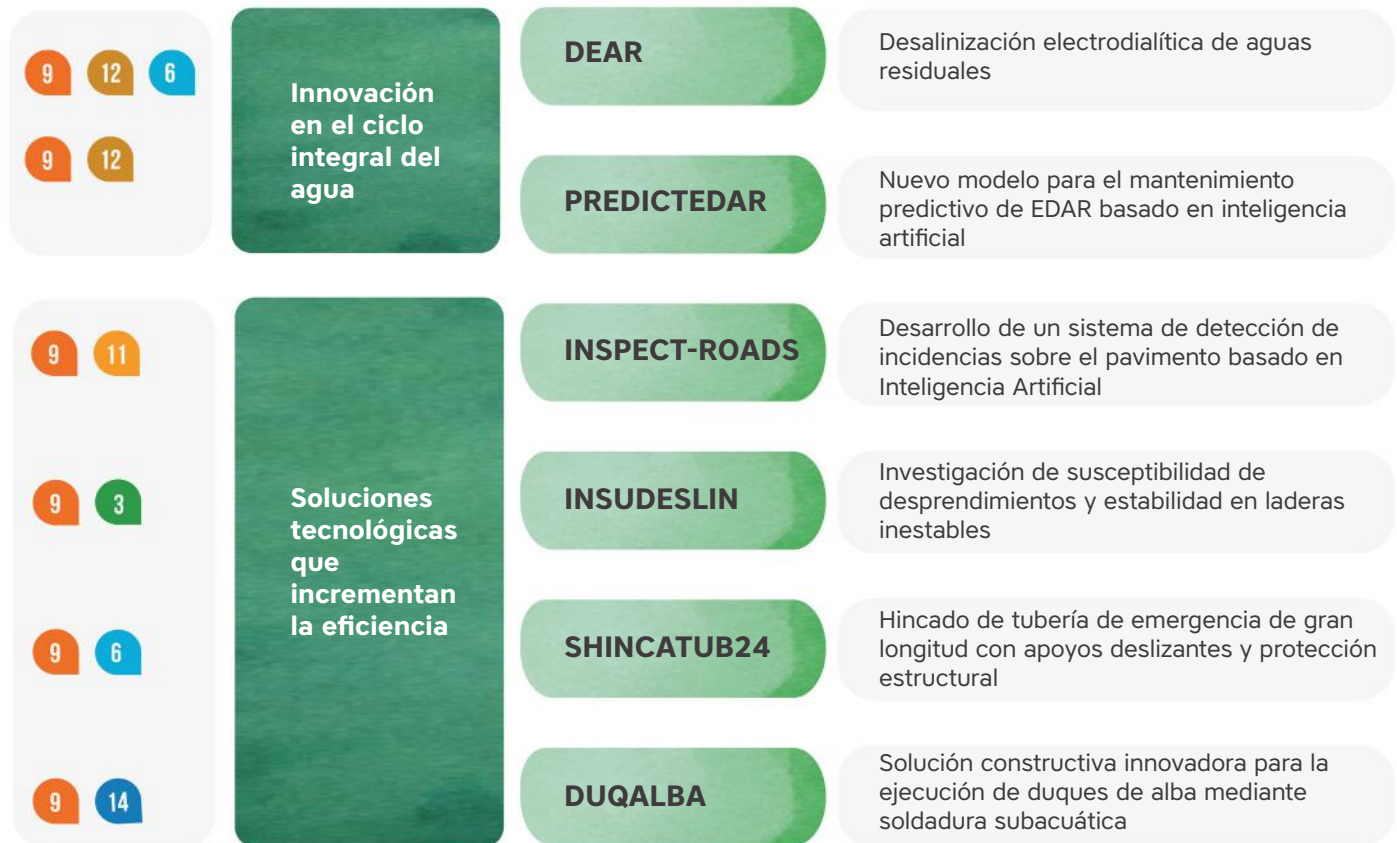 9 12 6
9 12
Innovación
en el ciclo
integral del
agua
DEAR
Desalinización electrodialítica de aguas
residuales
PREDICTEDAR
Nuevo modelo para el mantenimiento
predictivo de EDAR basado en inteligencia
artificial
9 11
9 3
9 6
9 14
Soluciones
tecnológicas
que
incrementan
la eficiencia
INSPECT-ROADS
Desarrollo de un sistema de detección de
incidencias sobre el pavimento basado en
Inteligencia Artificial
INSUDESLIN
Investigación de susceptibilidad de
desprendimientos y estabilidad en laderas
inestables
SHINCATUB24
Hincado de tubería de emergencia de gran
longitud con apoyos deslizantes y protección
estructural
DUQALBA
Solución constructiva innovadora para la
ejecución de duques de alba mediante
soldadura subacuática